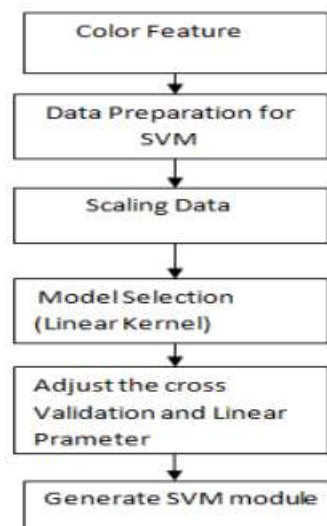 Color Feature
Data Preparation for
SVM
Scaling Data
Model Selection
(Linear Kernel)
Adjust the cross
Validation and Linear
Prameter
Generate SVM module